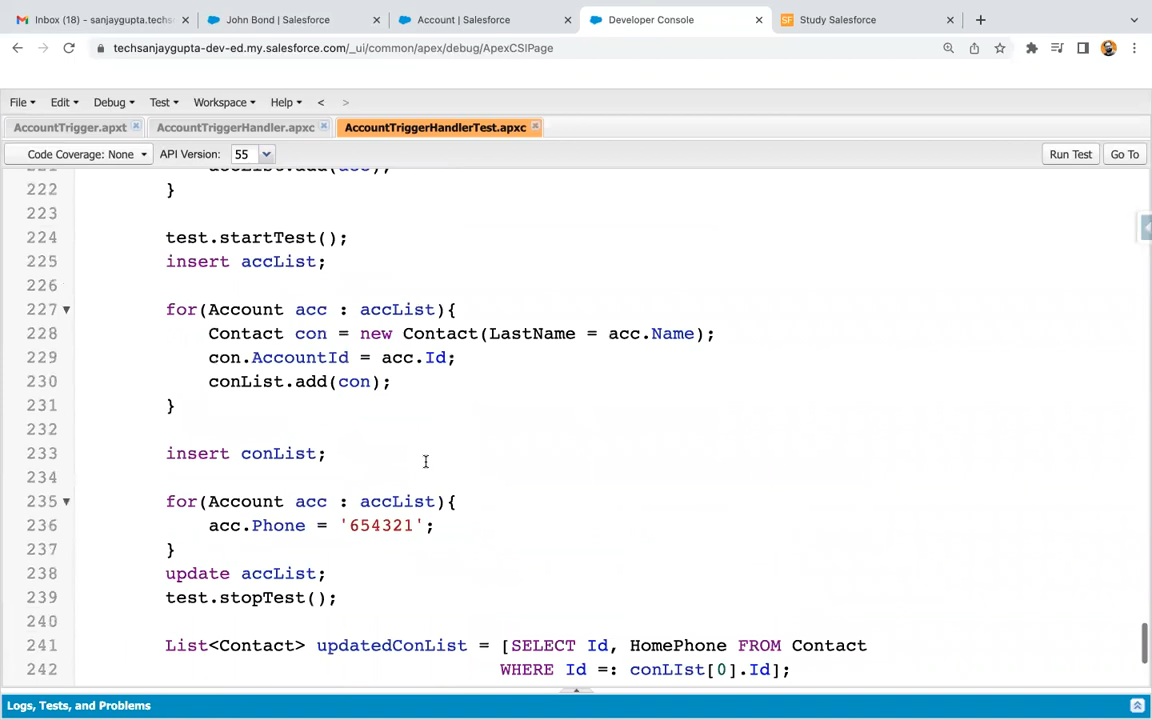 Inbox (18) - sanjaygupta.techs
John Bond | Salesforce
Account | Salesforce
Developer Console
Study Salesforce
techsanjaygupta-dev-ed.my.salesforce.com/_ui/common/apex/debug/ApexCSIPage
File Edit Debug Test Workspace Help < >
AccountTrigger.apxt
AccountTriggerHandler.apxc
AccountTriggerHandlerTest.apxc
Code Coverage: None API Version: 55 Run Test Go To
221 accList.add(acc);
222 }
223
224 test.startTest();
225 insert accList;
226
227 for(Account acc : accList){
228 Contact con = new Contact(LastName = acc.Name);
229 con.AccountId = acc.Id;
230 conList.add(con);
231 }
232
233 insert conList;
234
235 for(Account acc : accList){
236 acc.Phone = '654321';
237 }
238 update accList;
239 test.stopTest();
240
241 List<Contact> updatedConList = [SELECT Id, HomePhone FROM Contact
242 WHERE Id =: conLIst[0].Id];
Logs, Tests, and Problems